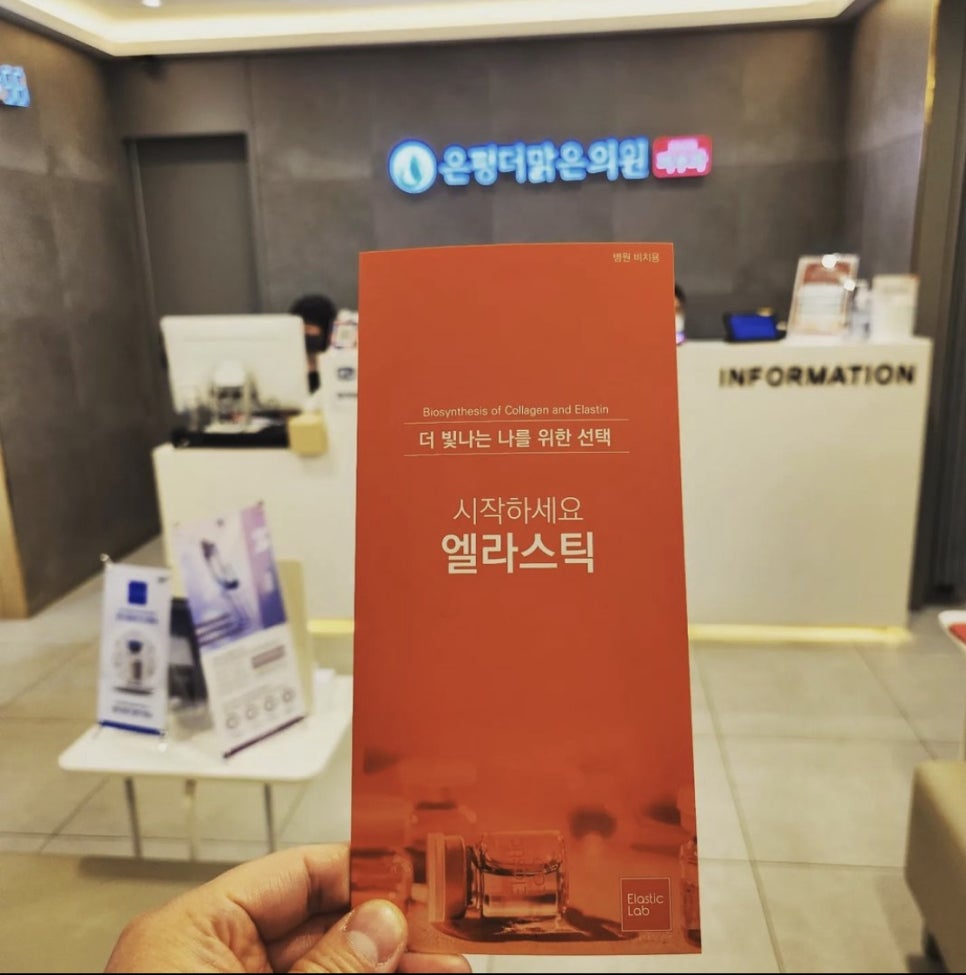 은평더맑은의원
병원 비치용
INFORMATION
Biosynthesis of Collagen and Elastin
더 빛나는 나를 위한 선택
시작하세요
엘라스틱
Elastic
Lab